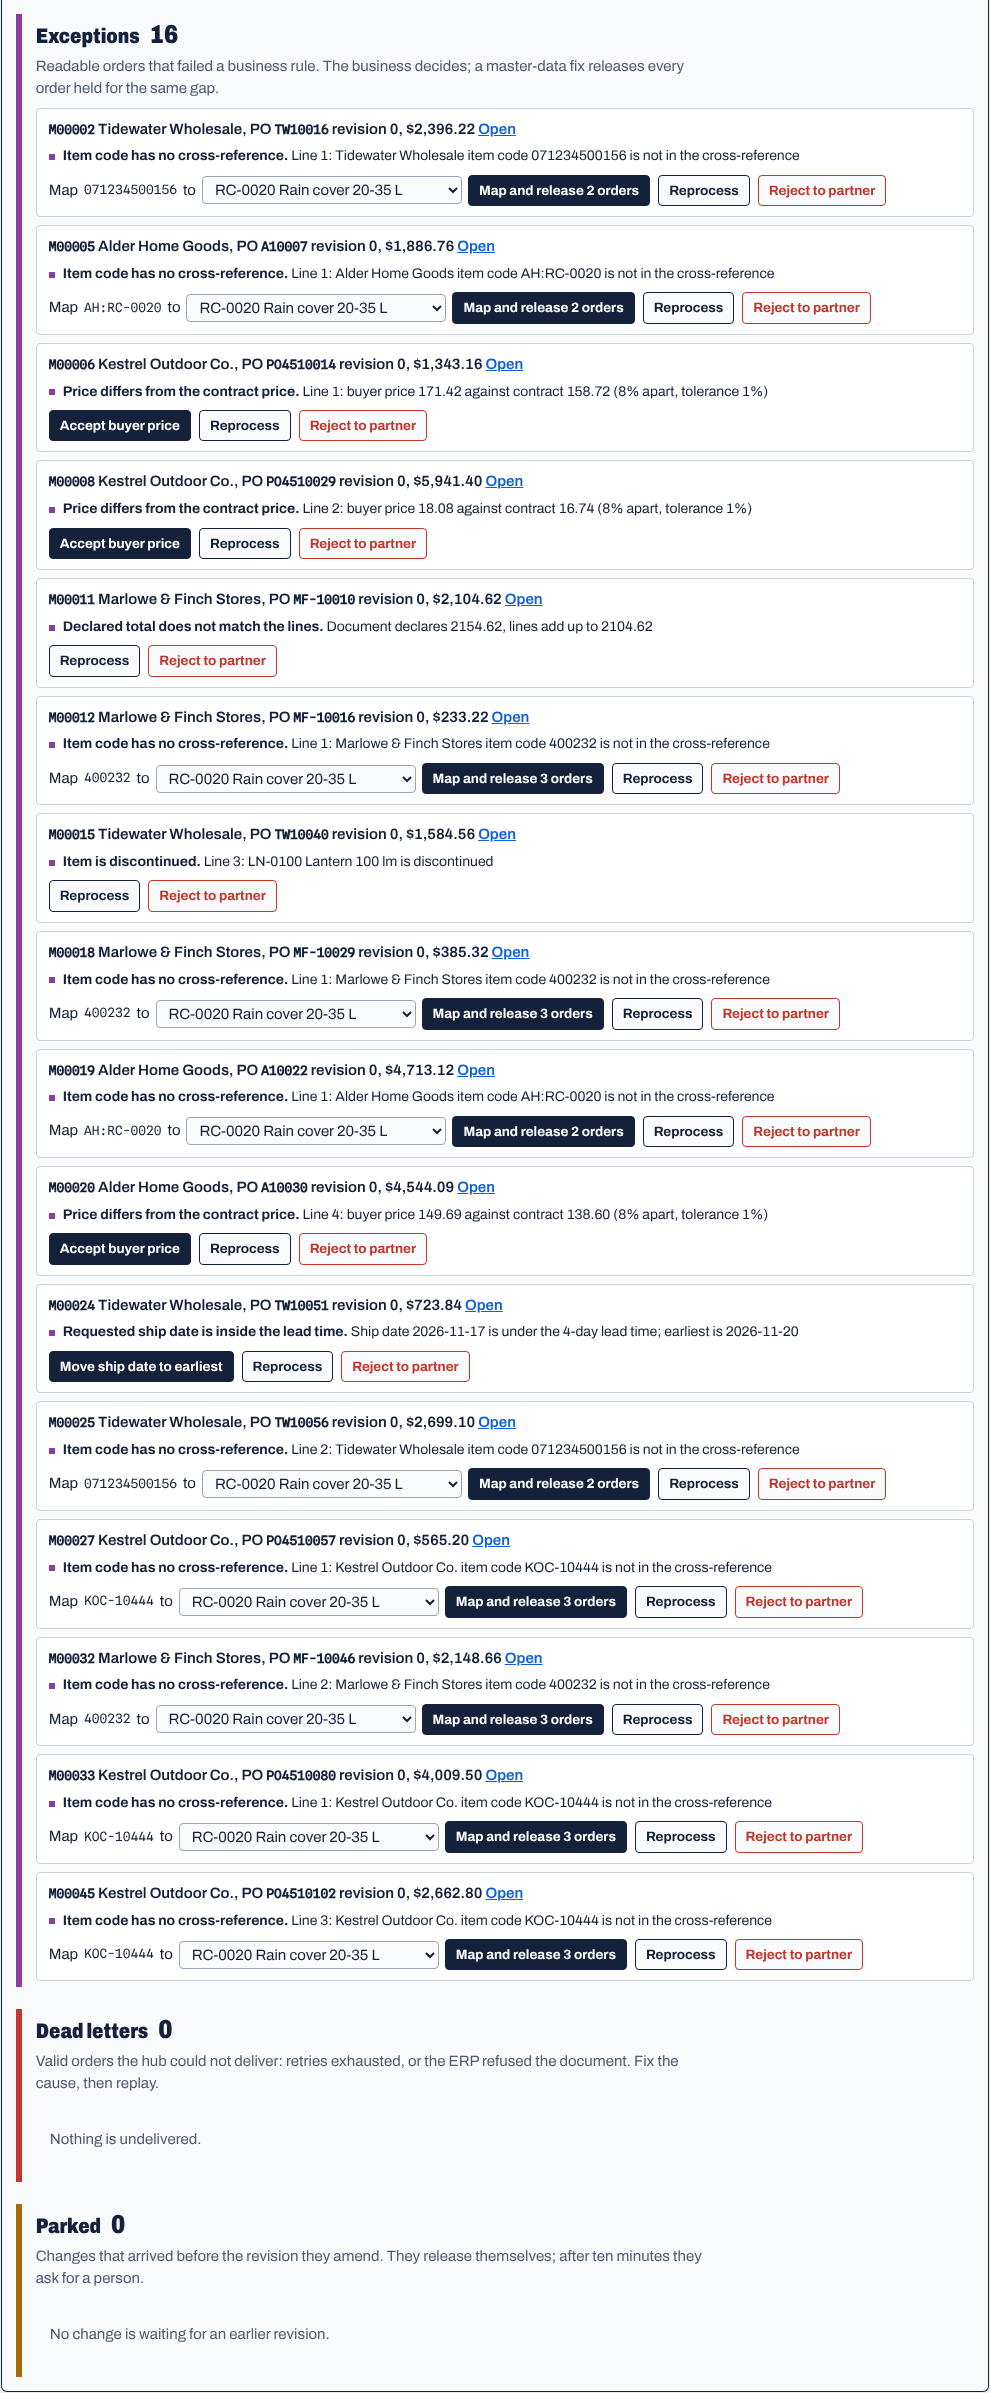 Exceptions 16
Readable orders that failed a business rule. The business decides; a master-data fix releases every
order held for the same gap.
M00002 Tidewater Wholesale, PO TW10016 revision 0, $2,396.22 Open
Item code has no cross-reference. Line 1: Tidewater Wholesale item code 071234500156 is not in the cross-reference
Map 071234500156 to RC-0020 Rain cover 20-35 L Map and release 2 orders Reprocess Reject to partner
M00005 Alder Home Goods, PO A10007 revision 0, $1,886.76 Open
Item code has no cross-reference. Line 1: Alder Home Goods item code AH:RC-0020 is not in the cross-reference
Map AH:RC-0020 to RC-0020 Rain cover 20-35 L Map and release 2 orders Reprocess Reject to partner
M00006 Kestrel Outdoor Co., PO PO4510014 revision 0, $1,343.16 Open
Price differs from the contract price. Line 1: buyer price 171.42 against contract 158.72 (8% apart, tolerance 1%)
Accept buyer price Reprocess Reject to partner
M00008 Kestrel Outdoor Co., PO PO4510029 revision 0, $5,941.40 Open
Price differs from the contract price. Line 2: buyer price 18.08 against contract 16.74 (8% apart, tolerance 1%)
Accept buyer price Reprocess Reject to partner
M00011 Marlowe & Finch Stores, PO MF-10010 revision 0, $2,104.62 Open
Declared total does not match the lines. Document declares 2154.62, lines add up to 2104.62
Reprocess Reject to partner
M00012 Marlowe & Finch Stores, PO MF-10016 revision 0, $233.22 Open
Item code has no cross-reference. Line 1: Marlowe & Finch Stores item code 400232 is not in the cross-reference
Map 400232 to RC-0020 Rain cover 20-35 L Map and release 3 orders Reprocess Reject to partner
M00015 Tidewater Wholesale, PO TW10040 revision 0, $1,584.56 Open
Item is discontinued. Line 3: LN-0100 Lantern 100 lm is discontinued
Reprocess Reject to partner
M00018 Marlowe & Finch Stores, PO MF-10029 revision 0, $385.32 Open
Item code has no cross-reference. Line 1: Marlowe & Finch Stores item code 400232 is not in the cross-reference
Map 400232 to RC-0020 Rain cover 20-35 L Map and release 3 orders Reprocess Reject to partner
M00019 Alder Home Goods, PO A10022 revision 0, $4,713.12 Open
Item code has no cross-reference. Line 1: Alder Home Goods item code AH:RC-0020 is not in the cross-reference
Map AH:RC-0020 to RC-0020 Rain cover 20-35 L Map and release 2 orders Reprocess Reject to partner
M00020 Alder Home Goods, PO A10030 revision 0, $4,544.09 Open
Price differs from the contract price. Line 4: buyer price 149.69 against contract 138.60 (8% apart, tolerance 1%)
Accept buyer price Reprocess Reject to partner
M00024 Tidewater Wholesale, PO TW10051 revision 0, $723.84 Open
Requested ship date is inside the lead time. Ship date 2026-11-17 is under the 4-day lead time; earliest is 2026-11-20
Move ship date to earliest Reprocess Reject to partner
M00025 Tidewater Wholesale, PO TW10056 revision 0, $2,699.10 Open
Item code has no cross-reference. Line 2: Tidewater Wholesale item code 071234500156 is not in the cross-reference
Map 071234500156 to RC-0020 Rain cover 20-35 L Map and release 2 orders Reprocess Reject to partner
M00027 Kestrel Outdoor Co., PO PO4510057 revision 0, $565.20 Open
Item code has no cross-reference. Line 1: Kestrel Outdoor Co. item code KOC-10444 is not in the cross-reference
Map KOC-10444 to RC-0020 Rain cover 20-35 L Map and release 3 orders Reprocess Reject to partner
M00032 Marlowe & Finch Stores, PO MF-10046 revision 0, $2,148.66 Open
Item code has no cross-reference. Line 2: Marlowe & Finch Stores item code 400232 is not in the cross-reference
Map 400232 to RC-0020 Rain cover 20-35 L Map and release 3 orders Reprocess Reject to partner
M00033 Kestrel Outdoor Co., PO PO4510080 revision 0, $4,009.50 Open
Item code has no cross-reference. Line 1: Kestrel Outdoor Co. item code KOC-10444 is not in the cross-reference
Map KOC-10444 to RC-0020 Rain cover 20-35 L Map and release 3 orders Reprocess Reject to partner
M00045 Kestrel Outdoor Co., PO PO4510102 revision 0, $2,662.80 Open
Item code has no cross-reference. Line 3: Kestrel Outdoor Co. item code KOC-10444 is not in the cross-reference
Map KOC-10444 to RC-0020 Rain cover 20-35 L Map and release 3 orders Reprocess Reject to partner
Dead letters 0
Valid orders the hub could not deliver: retries exhausted, or the ERP refused the document. Fix the
cause, then replay.
Nothing is undelivered.
Parked 0
Changes that arrived before the revision they amend. They release themselves; after ten minutes they
ask for a person.
No change is waiting for an earlier revision.